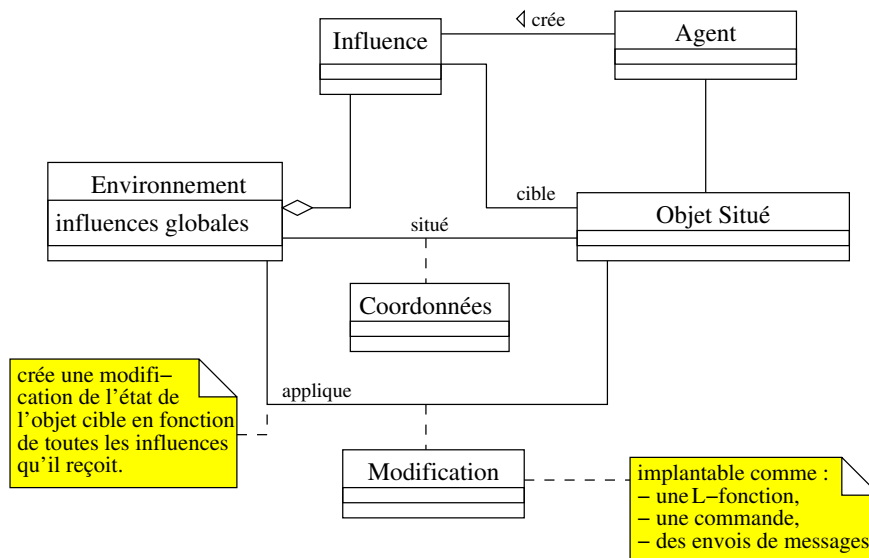 Influence
crée
Agent
Environnement
influences globales
cible
Objet Situé
situé
Coordonnées
crée une modifi–
cation de l'état de
l'objet cible en fonction
de toutes les influences
qu'il reçoit.
applique
Modification
implantable comme :
– une L–fonction,
– une commande,
– des envois de messages